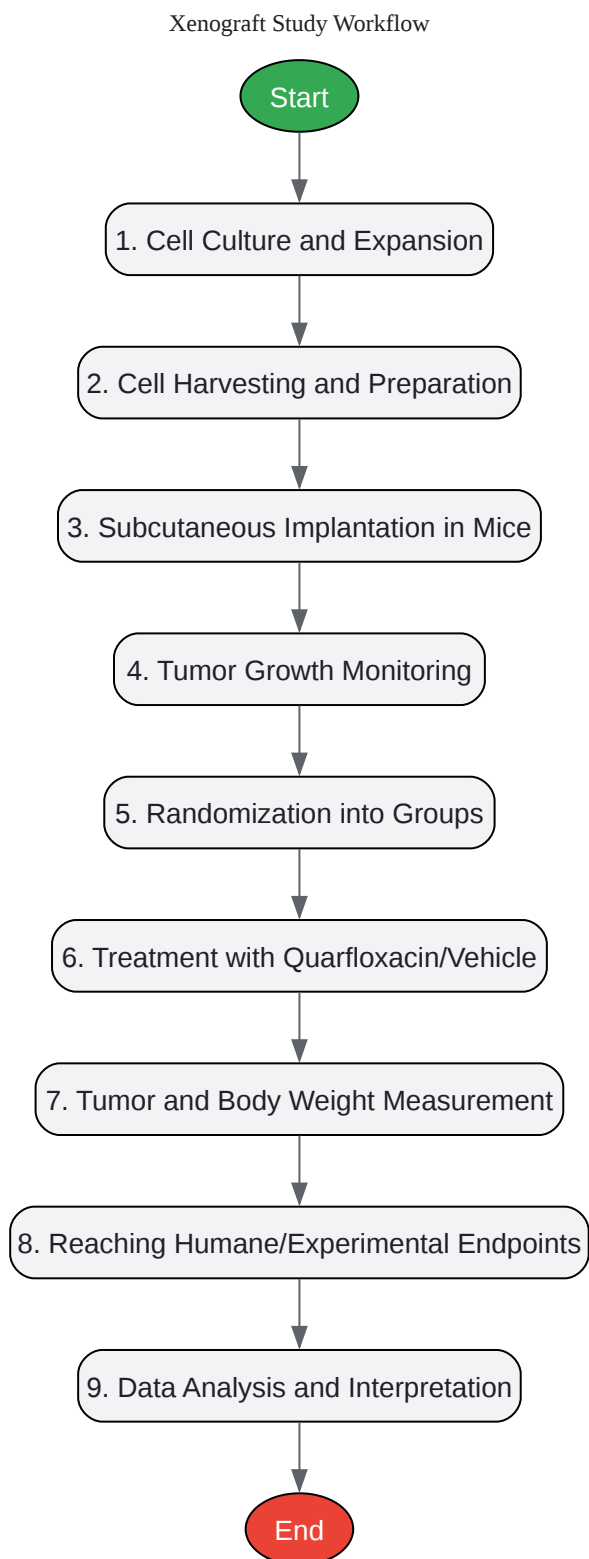 Xenograft Study Workflow
Start
1. Cell Culture and Expansion
2. Cell Harvesting and Preparation
3. Subcutaneous Implantation in Mice
4. Tumor Growth Monitoring
5. Randomization into Groups
6. Treatment with Quarfloxacin/Vehicle
7. Tumor and Body Weight Measurement
8. Reaching Humane/Experimental Endpoints
9. Data Analysis and Interpretation
End